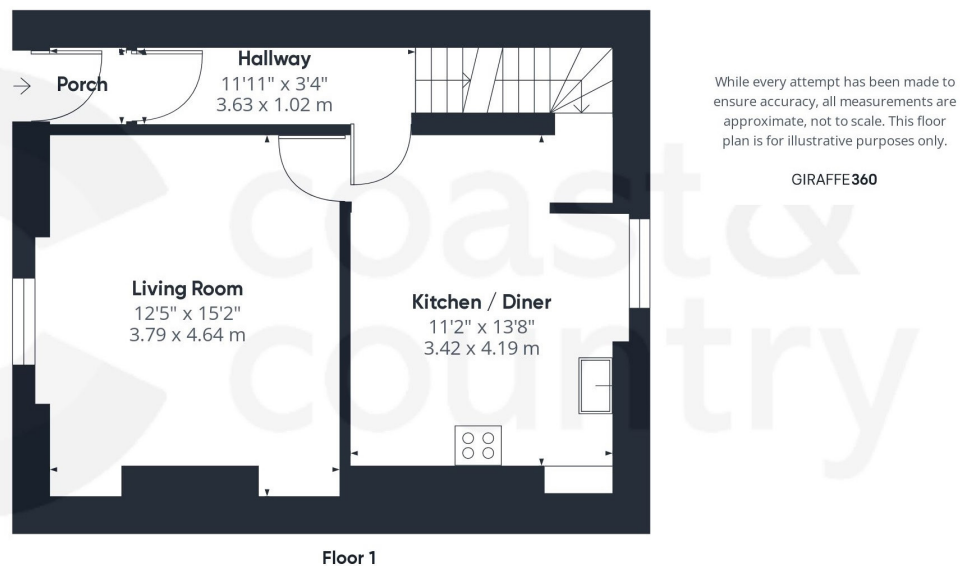 Porch
Hallway
11'11" x 3'4"
3.63 x 1.02 m
Living Room
12'5" x 15'2"
3.79 x 4.64 m
Kitchen / Diner
11'2" x 13'8"
3.42 x 4.19 m
coast&
country
Floor 1
While every attempt has been made to
ensure accuracy, all measurements are
approximate, not to scale. This floor
plan is for illustrative purposes only.
GIRAFFE360